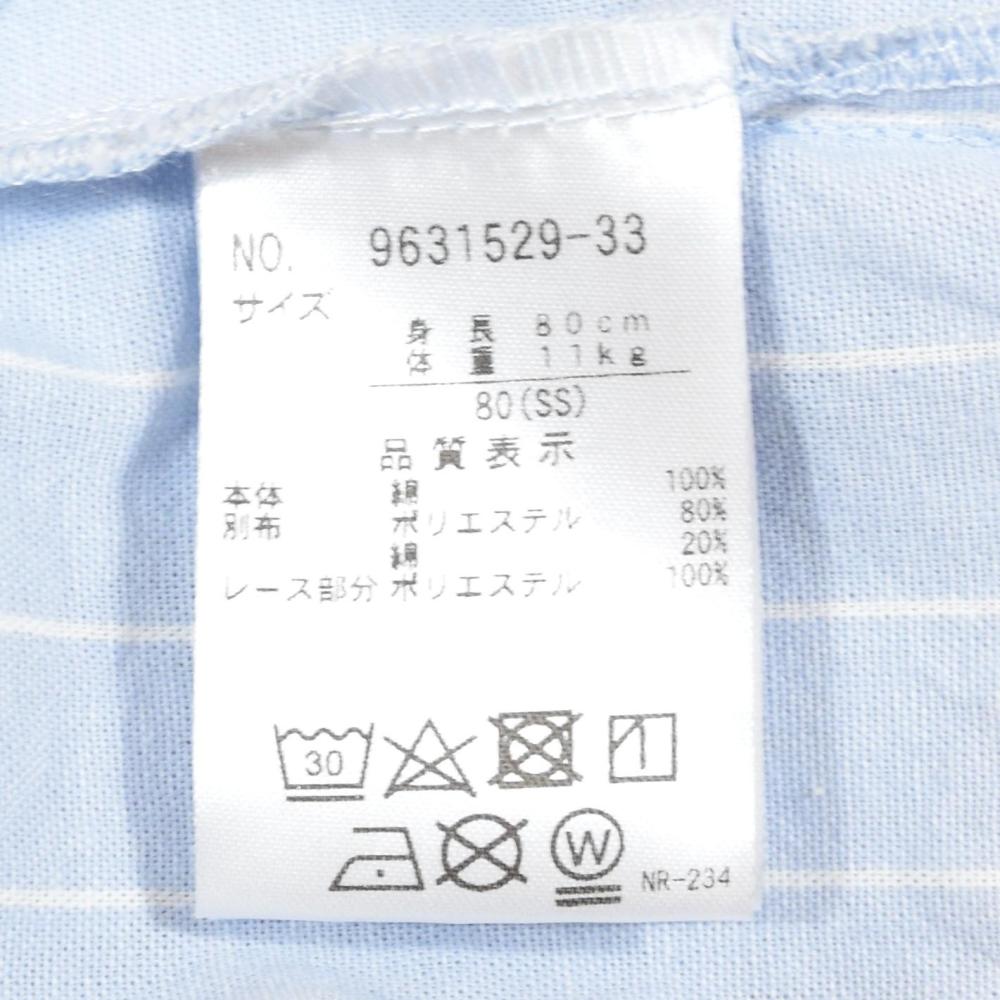 NO. 9631529-33
サイズ
身 長 80cm
体 重 11kg
80(SS)
品質表示
本体 綿 100%
別布 ポリエステル 80%
綿 20%
レース部分 ポリエステル 100%
30
W
NR-234